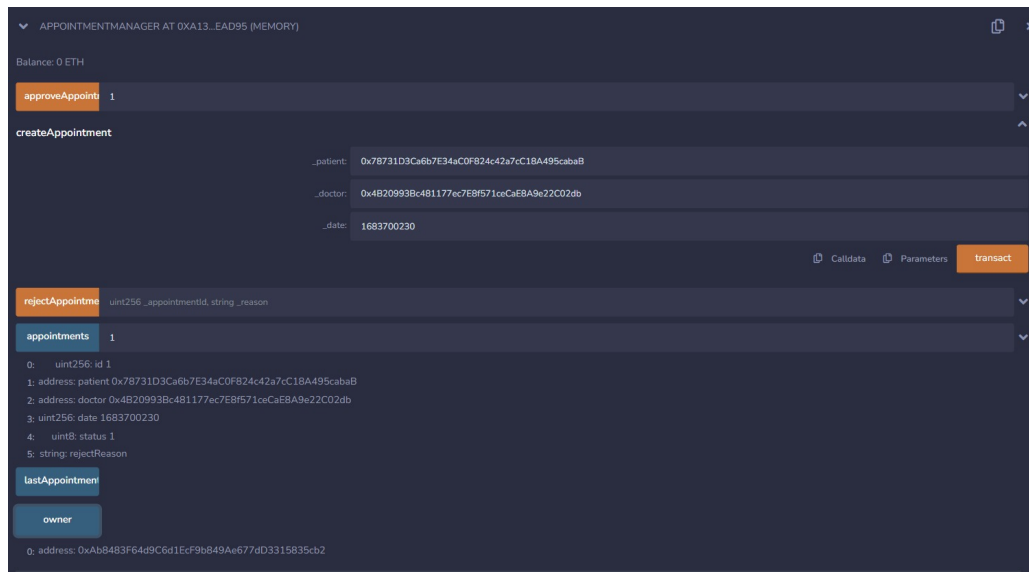 APPOINTMENTMANAGER AT 0XA13...EAD95 (MEMORY)
Balance: 0 ETH
approveAppoint 1
createAppointment
_patient: 0x78731D3Ca6b7E34aC0F824c42a7cC18A495cabaB
_doctor: 0x4B20993Bc481177ec7E8f571ceCaE8A9e22C02db
_date: 1683700230
Calldata Parameters transact
rejectAppointme uint256 _appointmentId, string _reason
appointments 1
0: uint256: id 1
1: address: patient 0x78731D3Ca6b7E34aC0F824c42a7cC18A495cabaB
2: address: doctor 0x4B20993Bc481177ec7E8f571ceCaE8A9e22C02db
3: uint256: date 1683700230
4: uint8: status 1
5: string: rejectReason
lastAppointment
owner
0: address: 0xAb8483F64d9C6d1EcF9b849Ae677dD3315835cb2